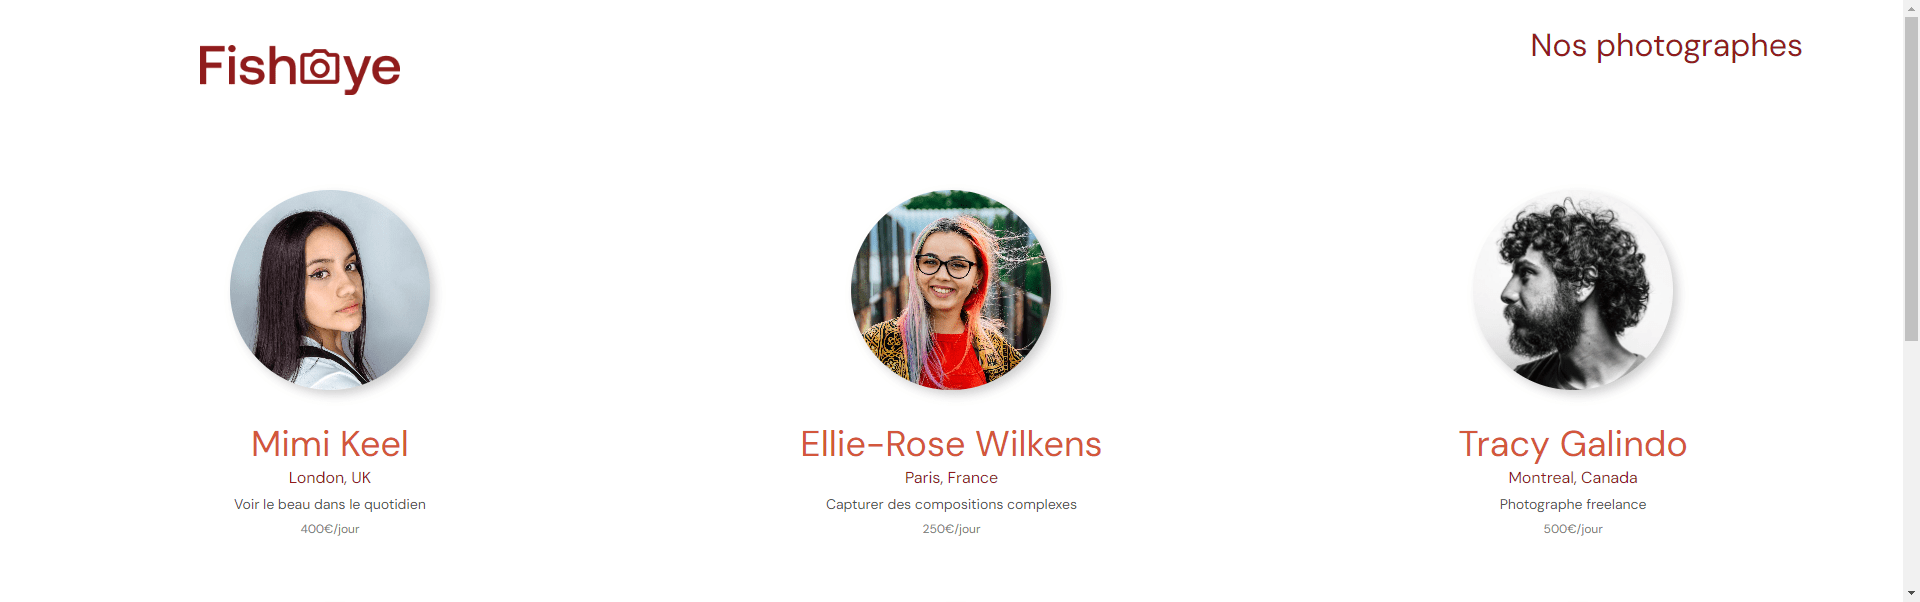 Fisheye
Nos photographes
Mimi Keel
London, UK
Voir le beau dans le quotidien
400€/jour
Ellie-Rose Wilkens
Paris, France
Capturer des compositions complexes
250€/jour
Tracy Galindo
Montreal, Canada
Photographe freelance
500€/jour